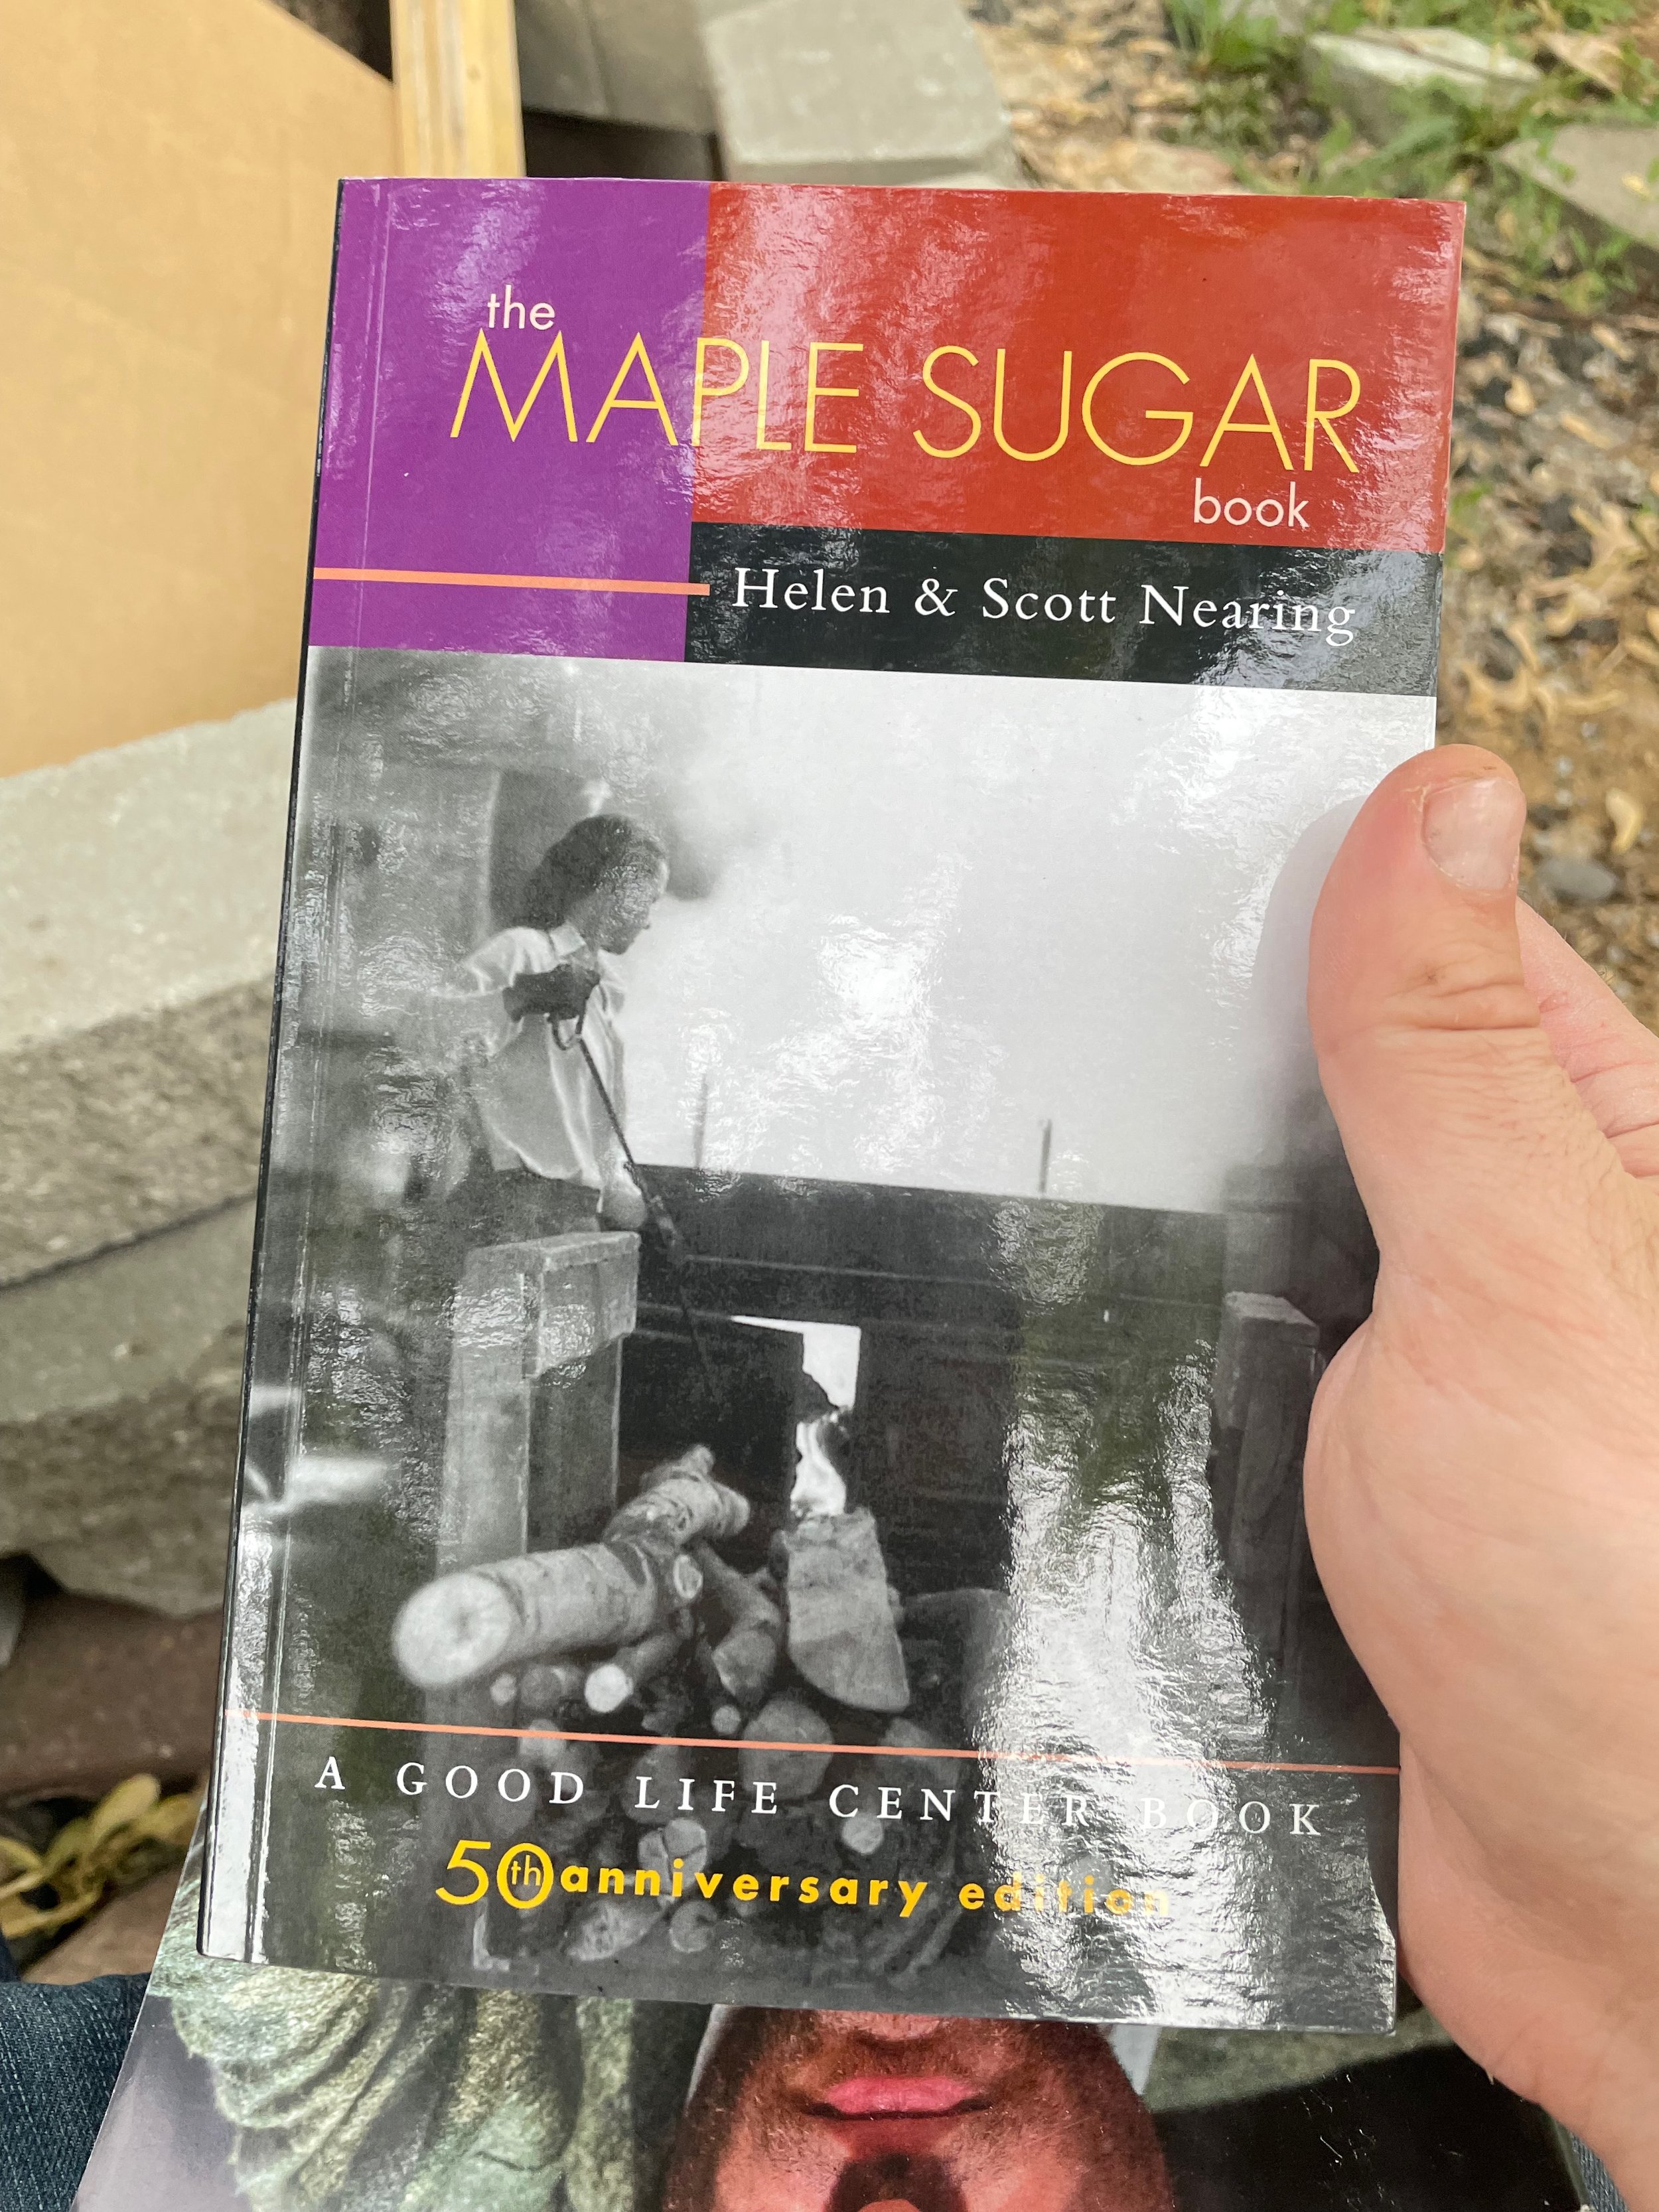 the
MAPLE SUGAR
book
Helen & Scott Nearing
A GOOD LIFE CENTER BOOK
50th anniversary edition